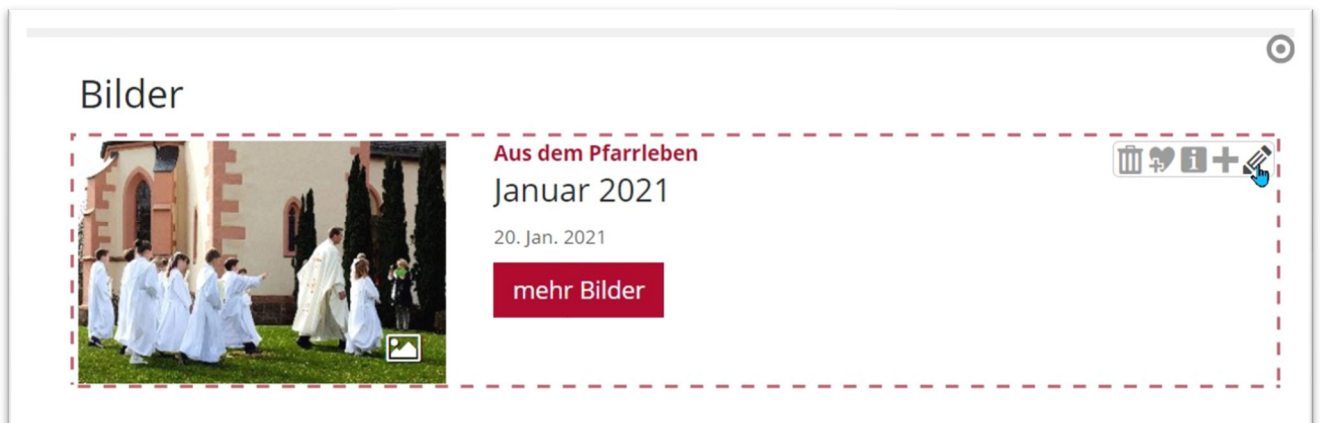 Bilder
Aus dem Pfarrleben
Januar 2021
20. Jan. 2021
mehr Bilder